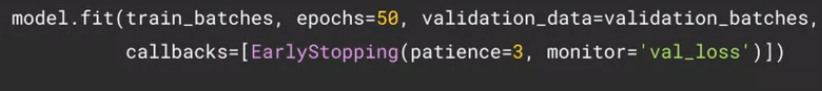 model.fit(train_batches, epochs=50, validation_data=validation_batches,
callbacks=[EarlyStopping(patience=3, monitor='val_loss')])